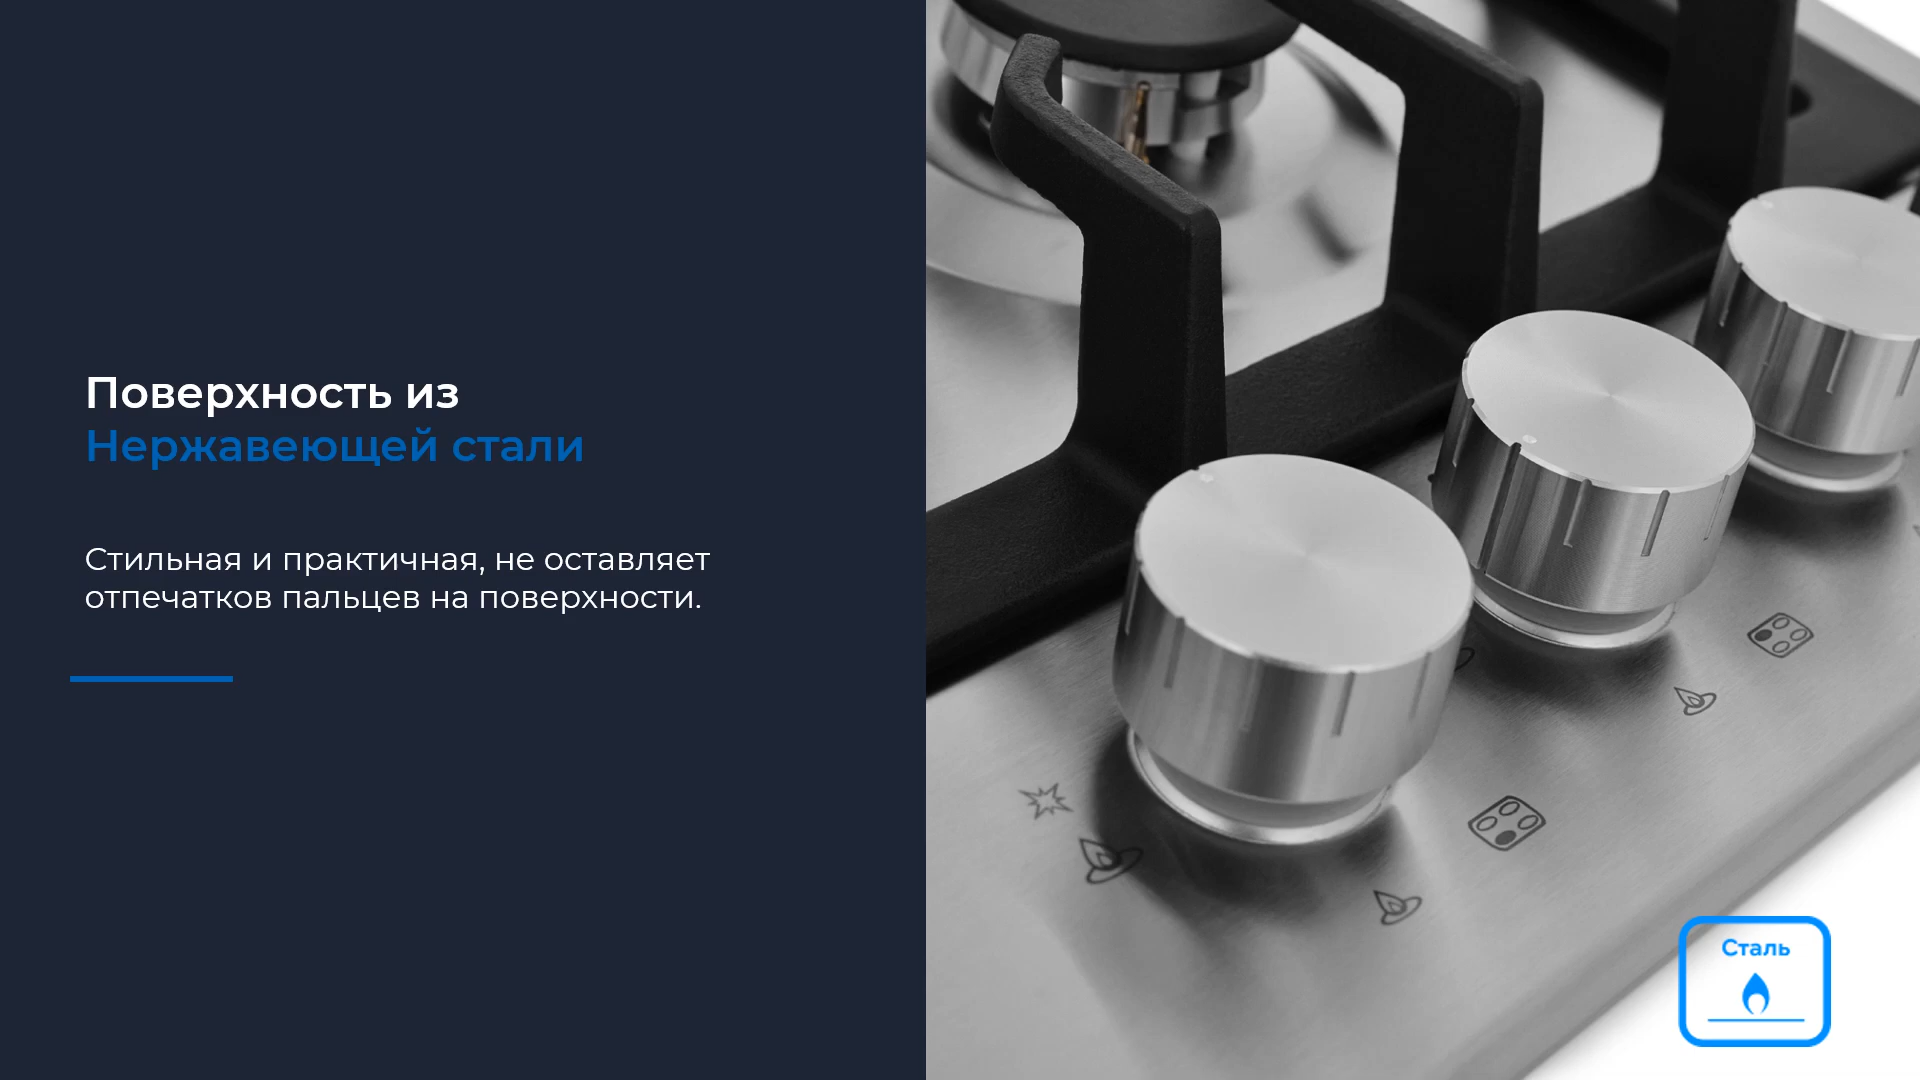 Поверхность из
Нержавеющей стали
Стильная и практичная, не оставляет
отпечатков пальцев на поверхности.
Сталь